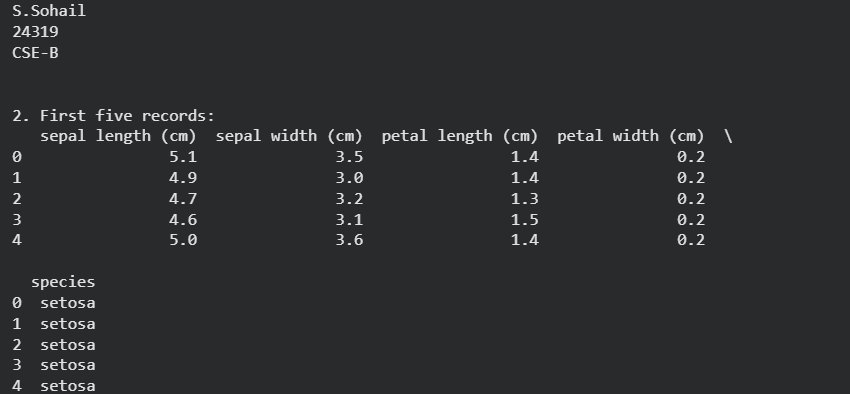 S.Sohail
24319
CSE-B
2. First five records:
sepal length (cm)  sepal width (cm)  petal length (cm)  petal width (cm)  \
0                5.1               3.5                1.4               0.2
1                4.9               3.0                1.4               0.2
2                4.7               3.2                1.3               0.2
3                4.6               3.1                1.5               0.2
4                5.0               3.6                1.4               0.2
species
0  setosa
1  setosa
2  setosa
3  setosa
4  setosa